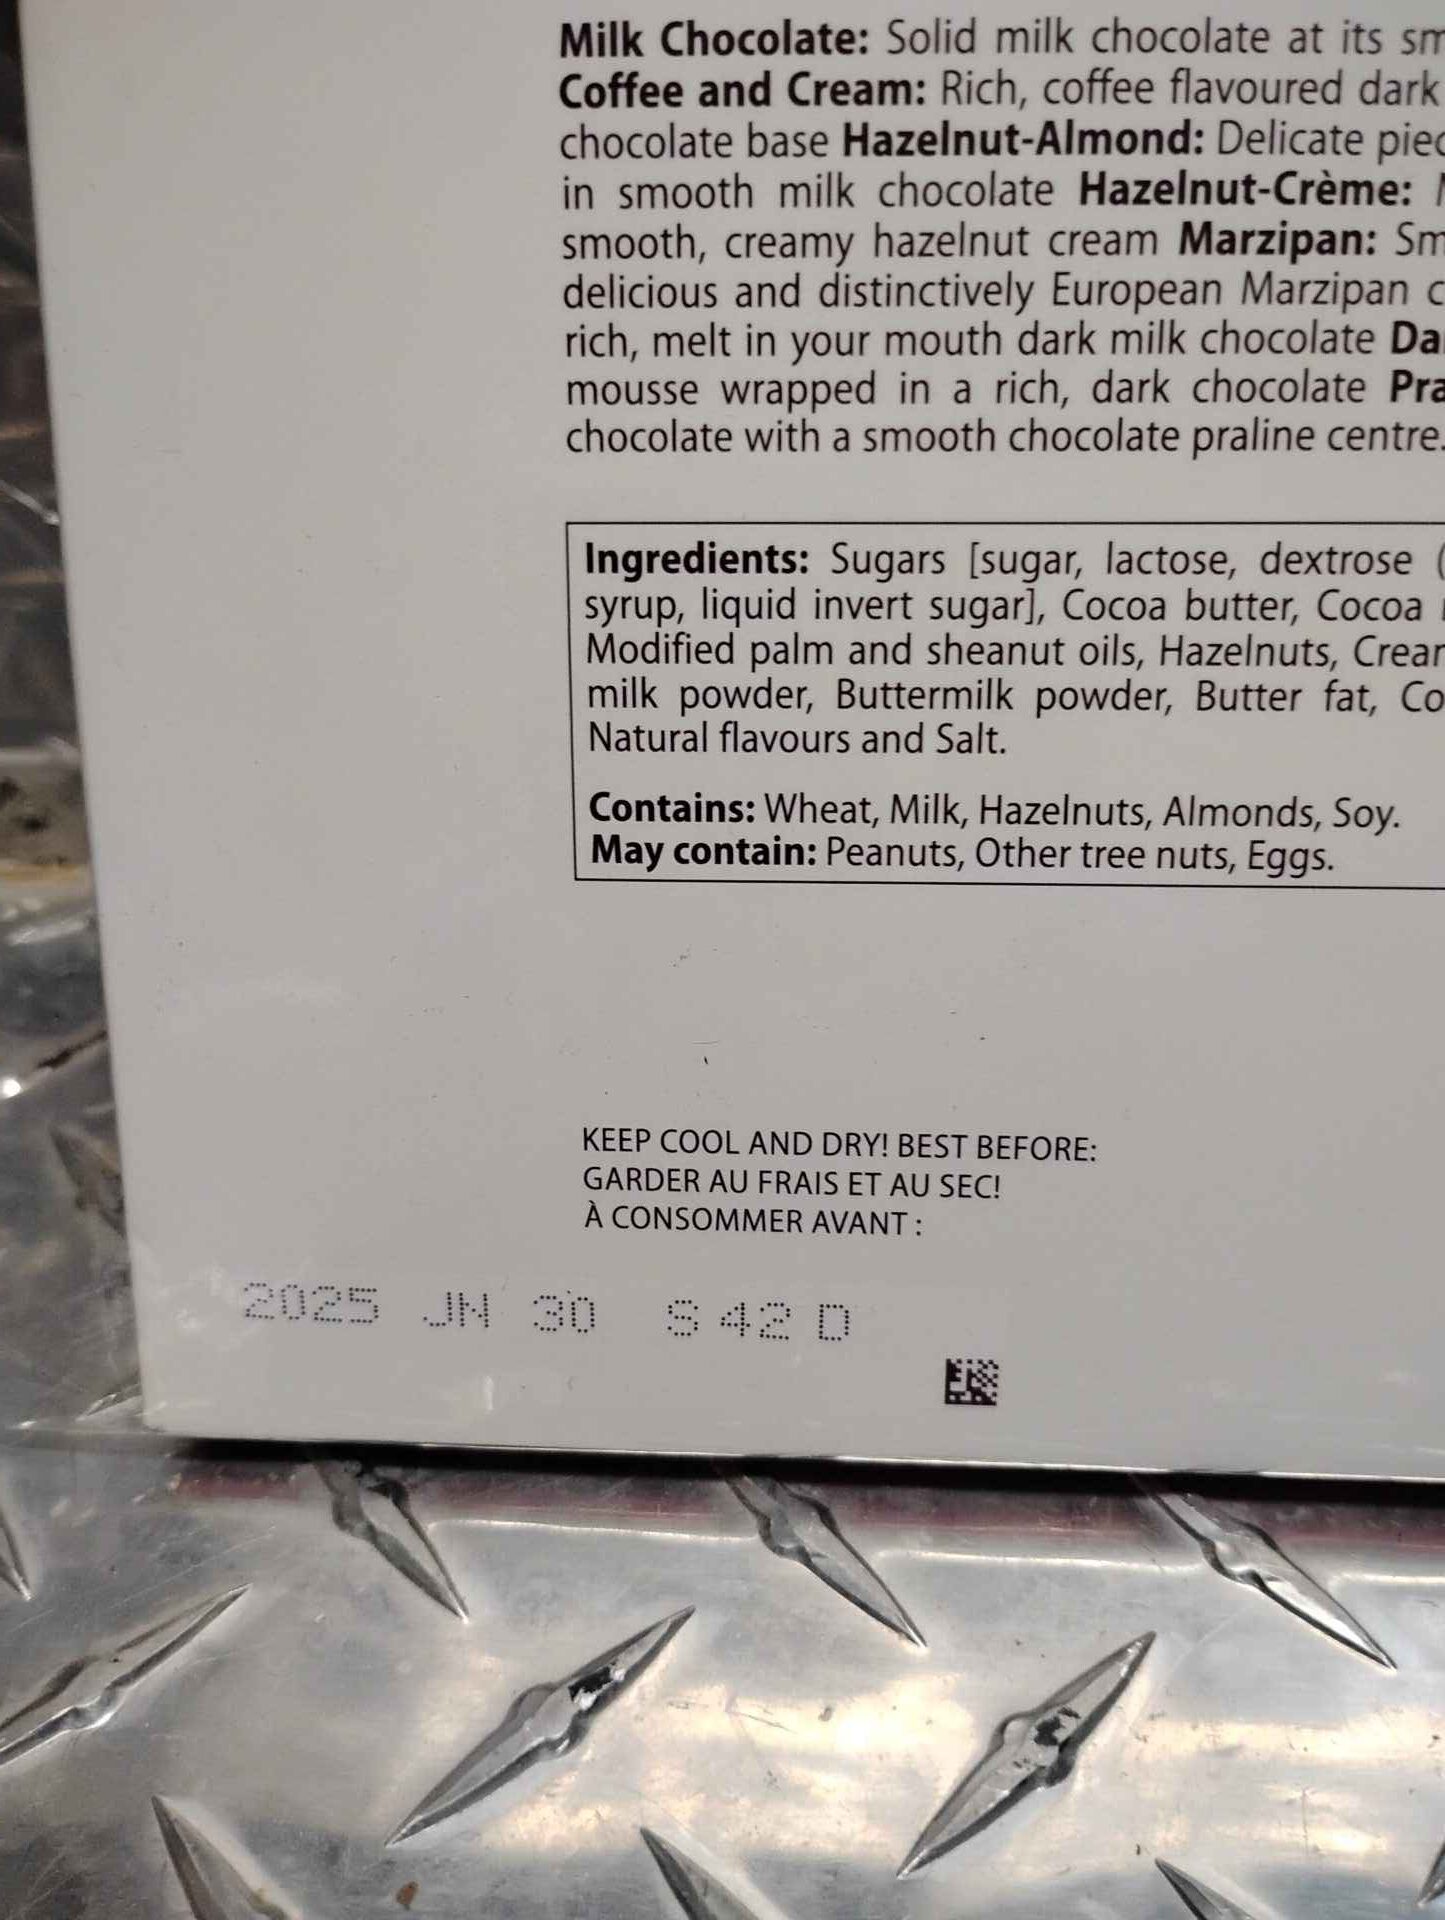 Milk Chocolate: Solid milk chocolate at its
Coffee and Cream: Rich, coffee flavoured dark
chocolate base Hazelnut-Almond: Delicate
in smooth milk chocolate Hazelnut-Crème:
smooth, creamy hazelnut cream Marzipan:
delicious and distinctively European Marzipan
rich, melt in your mouth dark milk chocolate
mousse wrapped in a rich, dark chocolate
chocolate with a smooth chocolate praline centre.
Ingredients: Sugars [sugar, lactose, dextrose (
syrup, liquid invert sugar], Cocoa butter, Cocoa
Modified palm and sheanut oils, Hazelnuts,
milk powder, Buttermilk powder, Butter fat,
Natural flavours and Salt.
Contains: Wheat, Milk, Hazelnuts, Almonds, Soy.
May contain: Peanuts, Other tree nuts, Eggs.
KEEP COOL AND DRY! BEST BEFORE:
GARDER AU FRAIS ET AU SEC!
À CONSOMMER AVANT :
2025 JN 30 S 42 D